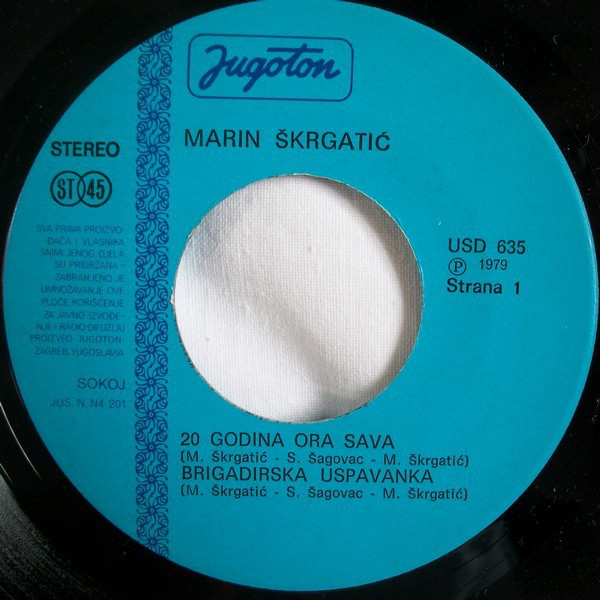 Jugoton
MARIN ŠKRGATIĆ
STEREO
ST 45
SVA PRAVA PROIZVO-
ĐAČA I VLASNIKA
SNIMLJENOG DJELA
SU PRIDRŽANA -
ZABRANJENO JE
UMNOŽAVANJE OVE
PLOČE, KORIŠĆENJE
ZA JAVNO IZVOĐE-
NJE I RADIO-DIFUZIJU
PROIZVEO - JUGOTON-
ZAGREB, YUGOSLAVIA
SOKOJ
JUS. N. N4 201
USD 635
Ⓟ 1979
Strana 1
20 GODINA ORA SAVA
(M. Škrgatić - S. Šagovac - M. Škrgatić)
BRIGADIRSKA USPAVANKA
(M. Škrgatić - S. Šagovac - M. Škrgatić)